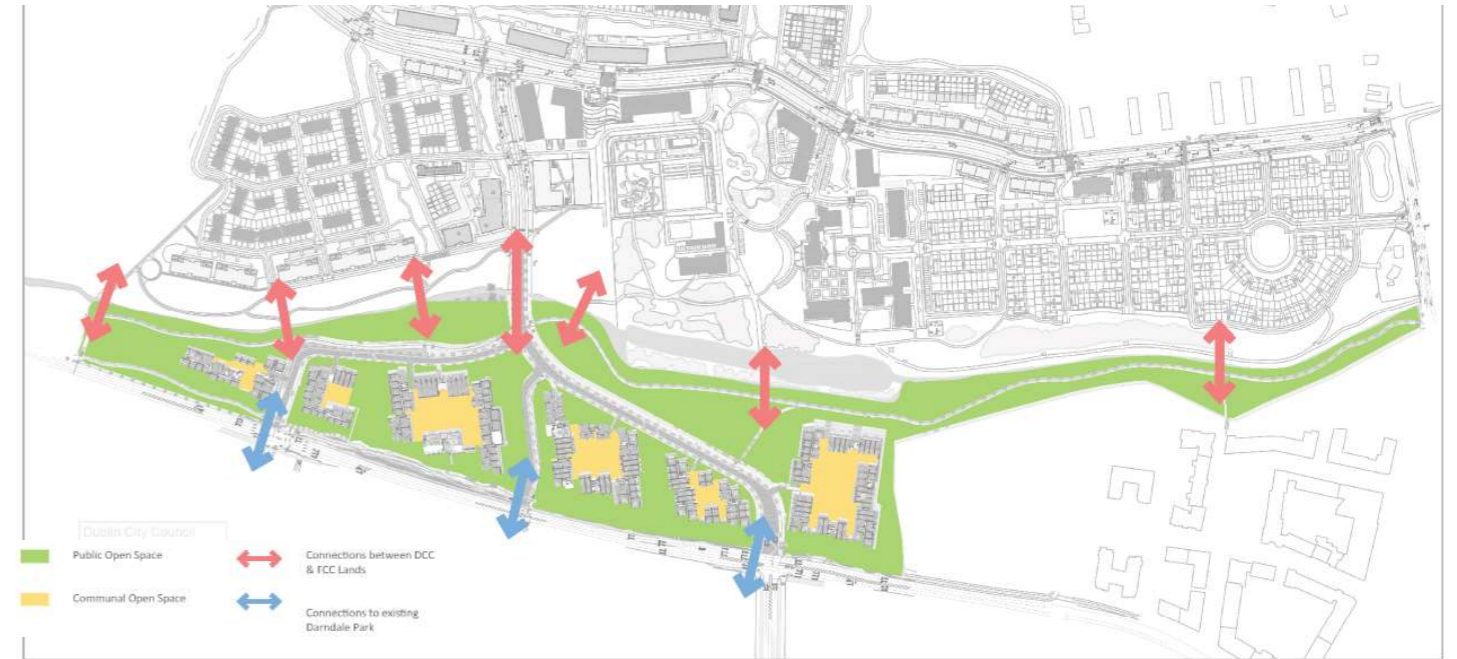 Dublin City Council
Public Open Space
Connections between DCC
& FCC Lands
Communal Open Space
Connections to existing
Darndale Park